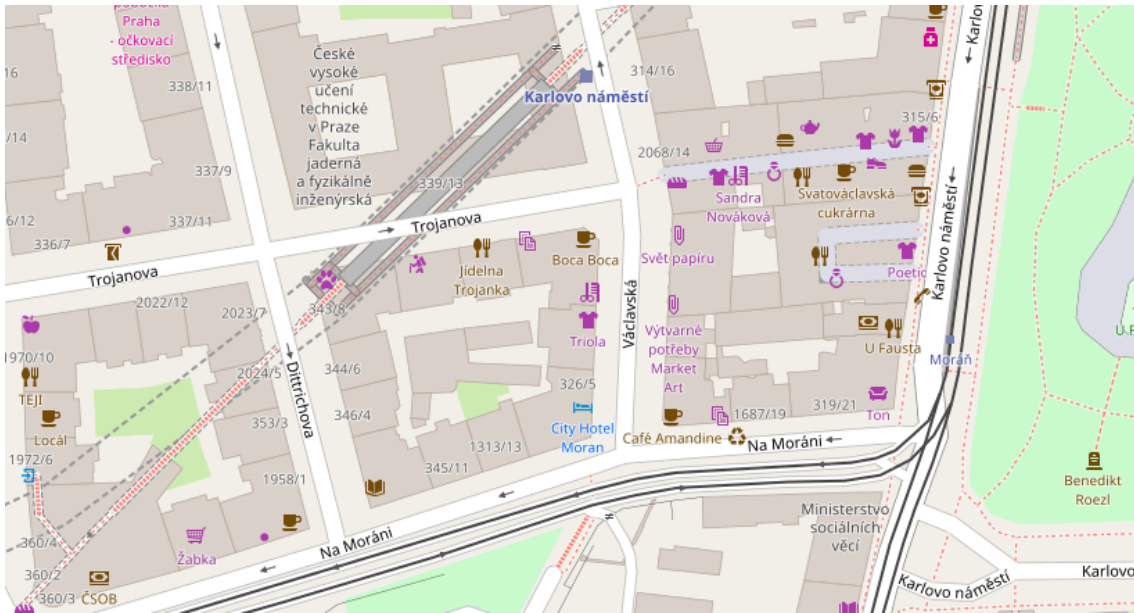 pobočka
Praha
- očkovací
středisko
16
338/11
/14
337/9
6/12
337/11
336/7
České
vysoké
učení
technické
v Praze
Fakulta
jaderná
a fyzikálně
inženýrská
339/13
Karlovo náměstí
314/16
2068/14
315/6
Karlo
Sandra
Nováková
Svatováclavská
cukrárna
Karlovo náměstí
Trojanova
Trojanova
2022/12
2023/7
343/8
Jídelna
Trojanka
Boca Boca
Svět papíru
Poetic
Triola
Václavská
Výtvarné
potřeby
Market
Art
U Fausta
Moráň
1970/10
TEJI
Locál
1972/6
2024/5
353/3
1958/1
Dittrichova
344/6
346/4
345/11
1313/13
326/5
City Hotel
Moran
Café Amandine
1687/19
319/21
Ton
Na Moráni
Benedikt
Roezl
Ministerstvo
sociálních
věcí
Žabka
Na Moráni
360/4
360/2
360/3
ČSOB
Karlovo náměstí
Karlovo